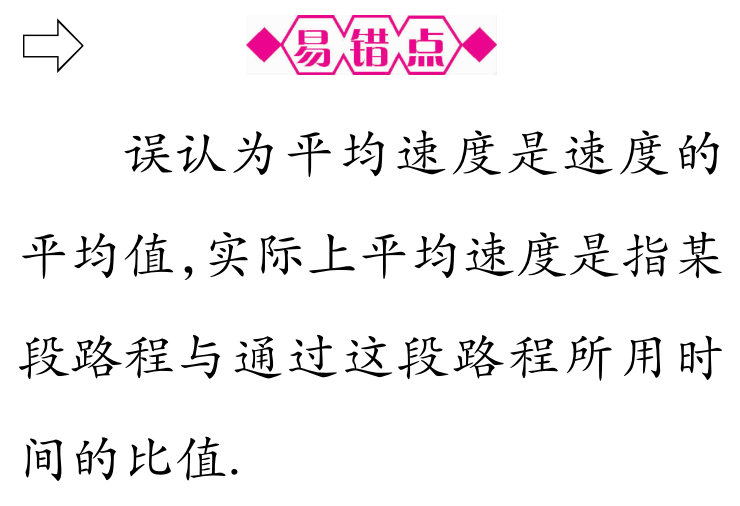 易错点
误认为平均速度是速度的
平均值,实际上平均速度是指某
段路程与通过这段路程所用时
间的比值.